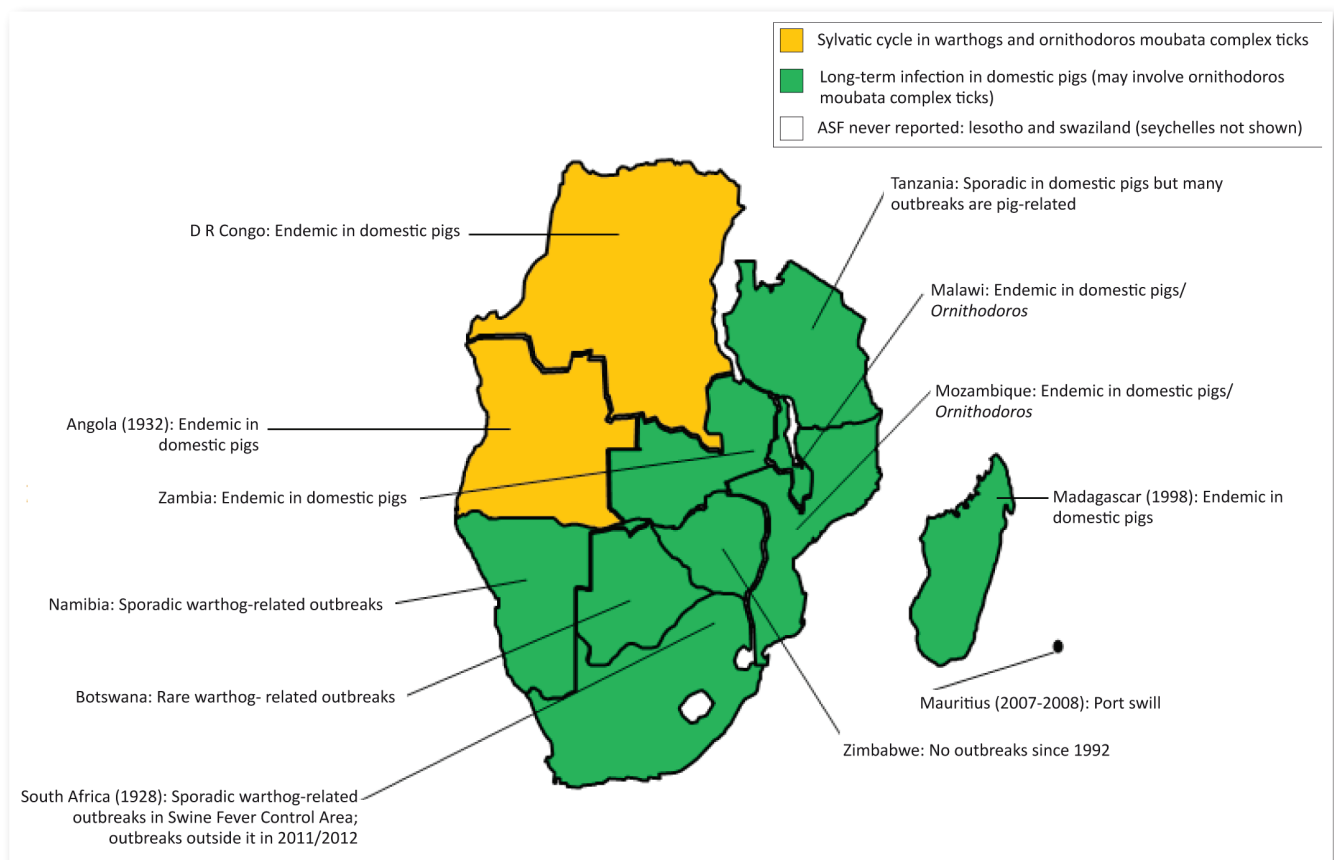 Sylvatic cycle in warthogs and ornithodoros moubata complex ticks
Long-term infection in domestic pigs (may involve ornithodoros
moubata complex ticks)
ASF never reported: lesotho and swaziland (seychelles not shown)
Tanzania: Sporadic in domestic pigs but many
outbreaks are pig-related
D R Congo: Endemic in domestic pigs
Malawi: Endemic in domestic pigs/
Ornithodoros
Mozambique: Endemic in domestic pigs/
Ornithodoros
Angola (1932): Endemic in
domestic pigs
Zambia: Endemic in domestic pigs
Madagascar (1998): Endemic in
domestic pigs
Namibia: Sporadic warthog-related outbreaks
Botswana: Rare warthog- related outbreaks
Mauritius (2007-2008): Port swill
Zimbabwe: No outbreaks since 1992
South Africa (1928): Sporadic warthog-related
outbreaks in Swine Fever Control Area;
outbreaks outside it in 2011/2012